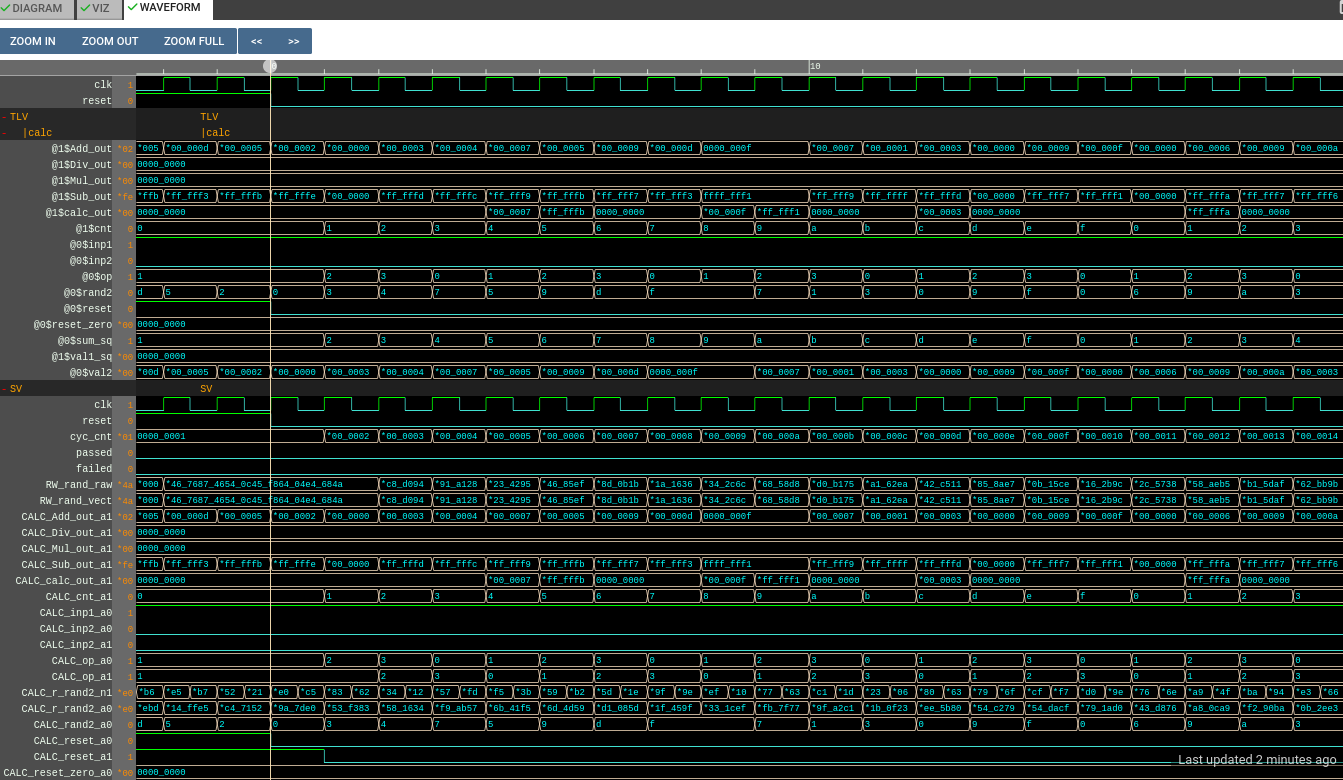 DIAGRAM VIZ WAVEFORM
ZOOM IN ZOOM OUT ZOOM FULL << >>
0 10
clk 1
reset 0
TLV TLV
|calc |calc
@1$Add_out *02 *005 *00_000d *00_0005 *00_0002 *00_0000 *00_0003 *00_0004 *00_0007 *00_0005 *00_0009 *00_000d 0000_000f *00_0007 *00_0001 *00_0003 *00_0000 *00_0009 *00_000f *00_0000 *00_0006 *00_0009 *00_000a
@1$Div_out *00 0000_0000
@1$Mul_out *00 0000_0000
@1$Sub_out *fe *ffb *ff_fff3 *ff_fffb *ff_fffe *00_0000 *ff_fffd *ff_fffc *ff_fff9 *ff_fffb *ff_fff7 *ff_fff3 ffff_fff1 *ff_fff9 *ff_ffff *ff_fffd *00_0000 *ff_fff7 *ff_fff1 *00_0000 *ff_fffa *ff_fff7 *ff_fff6
@1$calc_out *00 0000_0000 *00_0007 *ff_fffb 0000_0000 *00_000f *ff_fff1 0000_0000 *00_0003 0000_0000 *ff_fffa 0000_0000
@1$cnt 0 0 1 2 3 4 5 6 7 8 9 a b c d e f 0 1 2 3
@0$inp1 1
@0$inp2 0
@0$op 1 1 2 3 0 1 2 3 0 1 2 3 0 1 2 3 0 1 2 3 0
@0$rand2 0 d 5 2 0 3 4 7 5 9 d f 7 1 3 0 9 f 0 6 9 a 3
@0$reset 0
@0$reset_zero *00 0000_0000
@0$sum_sq 1 1 2 3 4 5 6 7 8 9 a b c d e f 0 1 2 3 4
@1$val1_sq *00 0000_0000
@0$val2 *00 *00d *00_0005 *00_0002 *00_0000 *00_0003 *00_0004 *00_0007 *00_0005 *00_0009 *00_000d 0000_000f *00_0007 *00_0001 *00_0003 *00_0000 *00_0009 *00_000f *00_0000 *00_0006 *00_0009 *00_000a *00_0003
SV SV
clk 1
reset 0
cyc_cnt *01 0000_0001 *00_0002 *00_0003 *00_0004 *00_0005 *00_0006 *00_0007 *00_0008 *00_0009 *00_000a *00_000b *00_000c *00_000d *00_000e *00_000f *00_0010 *00_0011 *00_0012 *00_0013 *00_0014
passed 0
failed 0
RW_rand_raw *4a *000 *46_7687_4654_0c45_f864_04e4_684a *c8_d094 *91_a128 *23_4295 *46_85ef *8d_0b1b *1a_1636 *34_2c6c *68_58d8 *d0_b175 *a1_62ea *42_c511 *85_8ae7 *0b_15ce *16_2b9c *2c_5738 *58_aeb5 *b1_5daf *62_bb9b
RW_rand_vect *4a *000 *46_7687_4654_0c45_f864_04e4_684a *c8_d094 *91_a128 *23_4295 *46_85ef *8d_0b1b *1a_1636 *34_2c6c *68_58d8 *d0_b175 *a1_62ea *42_c511 *85_8ae7 *0b_15ce *16_2b9c *2c_5738 *58_aeb5 *b1_5daf *62_bb9b
CALC_Add_out_a1 *02 *005 *00_000d *00_0005 *00_0002 *00_0000 *00_0003 *00_0004 *00_0007 *00_0005 *00_0009 *00_000d 0000_000f *00_0007 *00_0001 *00_0003 *00_0000 *00_0009 *00_000f *00_0000 *00_0006 *00_0009 *00_000a
CALC_Div_out_a1 *00 0000_0000
CALC_Mul_out_a1 *00 0000_0000
CALC_Sub_out_a1 *fe *ffb *ff_fff3 *ff_fffb *ff_fffe *00_0000 *ff_fffd *ff_fffc *ff_fff9 *ff_fffb *ff_fff7 *ff_fff3 ffff_fff1 *ff_fff9 *ff_ffff *ff_fffd *00_0000 *ff_fff7 *ff_fff1 *00_0000 *ff_fffa *ff_fff7 *ff_fff6
CALC_calc_out_a1 *00 0000_0000 *00_0007 *ff_fffb 0000_0000 *00_000f *ff_fff1 0000_0000 *00_0003 0000_0000 *ff_fffa 0000_0000
CALC_cnt_a1 0 0 1 2 3 4 5 6 7 8 9 a b c d e f 0 1 2 3
CALC_inp1_a0 1
CALC_inp2_a0 0
CALC_inp2_a1 0
CALC_op_a0 1 1 2 3 0 1 2 3 0 1 2 3 0 1 2 3 0 1 2 3 0
CALC_op_a1 1 1 2 3 0 1 2 3 0 1 2 3 0 1 2 3 0 1 2 3
CALC_r_rand2_n1 *e0 *b6 *e5 *b7 *52 *21 *e0 *c5 *83 *62 *34 *12 *57 *fd *f5 *3b *59 *b2 *5d *1e *9f *9e *ef *10 *77 *63 *c1 *1d *23 *06 *80 *63 *79 *6f *cf *f7 *d0 *9e *76 *6e *a9 *4f *ba *94 *e3 *66
CALC_r_rand2_a0 *e0 *ebd *14_ffe5 *c4_7152 *9a_7de0 *53_f383 *58_1634 *f9_ab57 *6b_41f5 *6d_4d59 *d1_085d *1f_459f *33_1cef *fb_7f77 *9f_a2c1 *1b_0f23 *ee_5b80 *54_c279 *54_dacf *79_1ad0 *43_d876 *a8_0ca9 *f2_90ba *0b_2ee3
CALC_rand2_a0 0 d 5 2 0 3 4 7 5 9 d f 7 1 3 0 9 f 0 6 9 a 3
CALC_reset_a0 0
CALC_reset_a1 1
Last updated 2 minutes ago
CALC_reset_zero_a0 *00 0000_0000